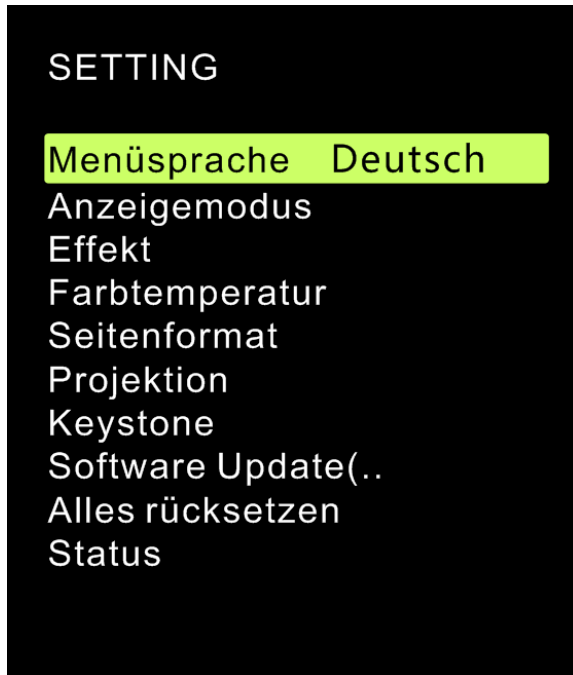 SETTING
Menüsprache Deutsch
Anzeigemodus
Effekt
Farbtemperatur
Seitenformat
Projektion
Keystone
Software Update(..
Alles rücksetzen
Status